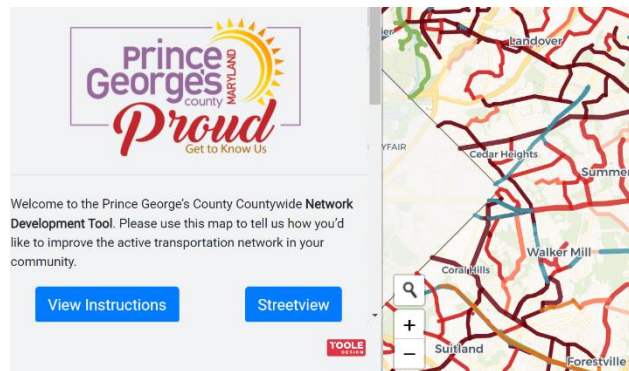 Prince
George's
county
MARYLAND
Proud
Get to Know Us
Welcome to the Prince George's County Countywide Network
Development Tool. Please use this map to tell us how you'd
like to improve the active transportation network in your
community.
View Instructions
Streetview
TOOLE
DESIGN
Landover
YFAIR
Cedar Heights
Summer
Walker Mill
Coral Hills
+
−
Suitland
Forestville